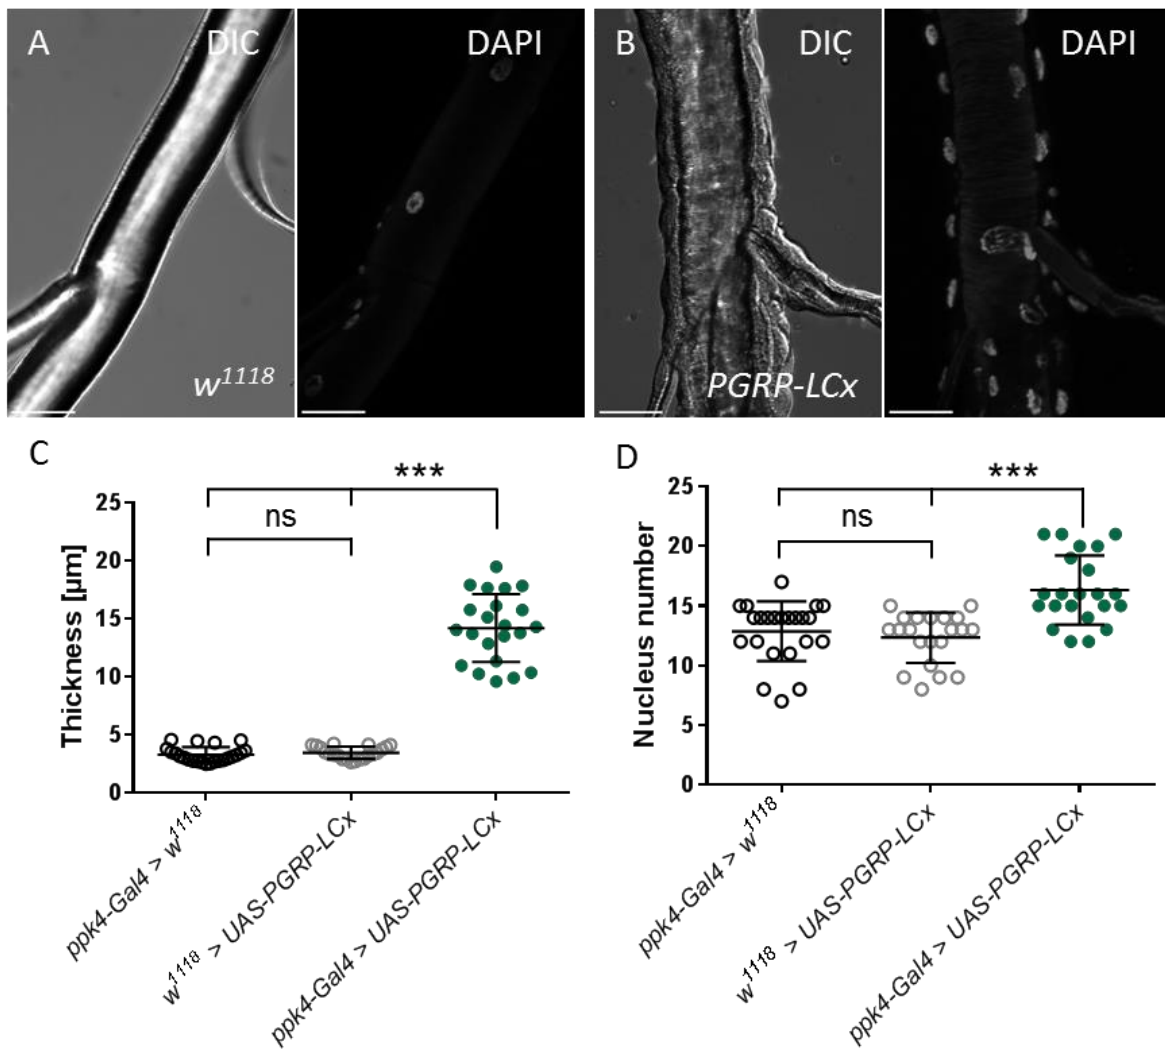 A DIC DAPI
w¹¹¹⁸
B DIC DAPI
PGRP-LCx
C
***
ns
Thickness [µm]
25
20
15
10
5
0
ppk4-Gal4 > w¹¹¹⁸
w¹¹¹⁸ > UAS-PGRP-LCx
ppk4-Gal4 > UAS-PGRP-LCx
D
***
ns
Nucleus number
25
20
15
10
5
0
ppk4-Gal4 > w¹¹¹⁸
w¹¹¹⁸ > UAS-PGRP-LCx
ppk4-Gal4 > UAS-PGRP-LCx